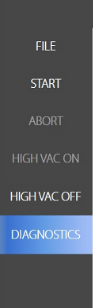 FILE
START
ABORT
HIGH VAC ON
HIGH VAC OFF
DIAGNOSTICS